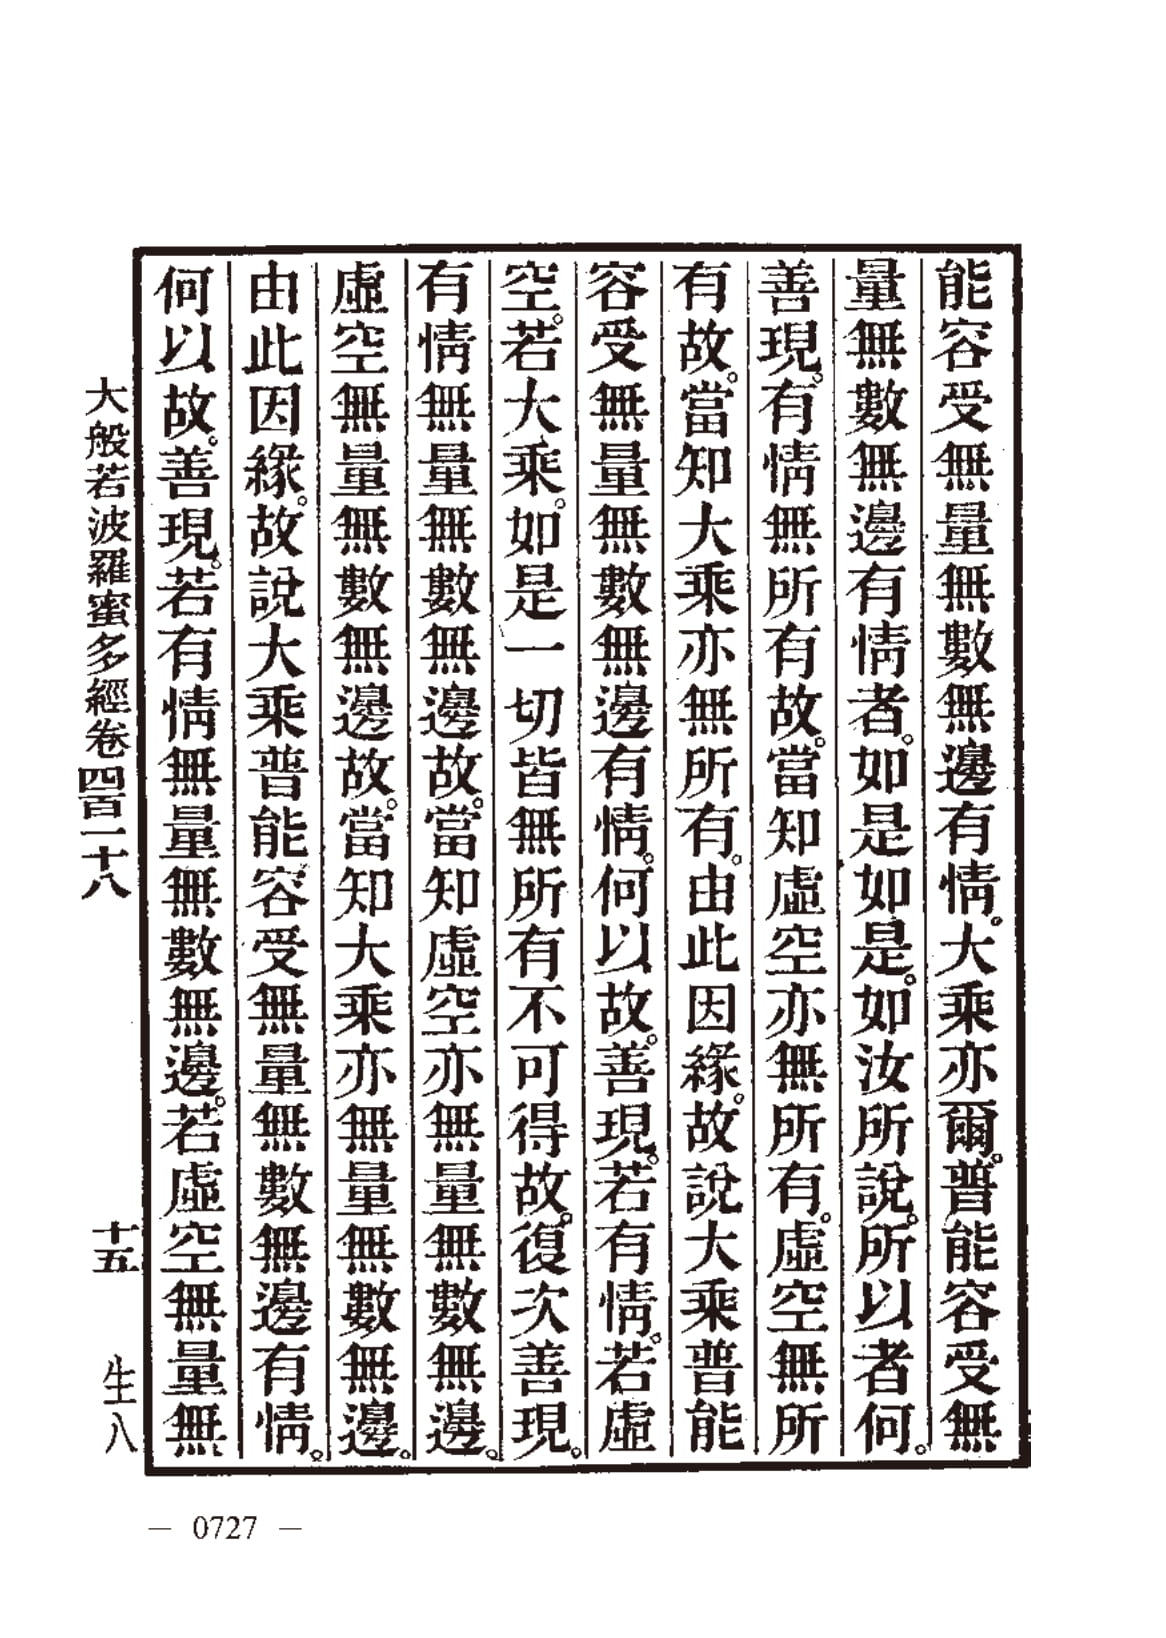 能容受無量無數無邊有情。大乘亦爾。普能容受無
量無數無邊有情者。如是如是。如汝所說。所以者何。
善現。有情無所有故。當知虛空亦無所有。虛空無所
有故。當知大乘亦無所有。由此因緣。故說大乘普能
容受無量無數無邊有情。何以故。善現。若有情。若虛
空。若大乘。如是一切皆無所有不可得故。復次善現。
有情無量無數無邊故。當知虛空亦無量無數無邊。
虛空無量無數無邊故。當知大乘亦無量無數無邊。
由此因緣。故說大乘普能容受無量無數無邊有情。
何以故。善現。若有情無量無數無邊。若虛空無量無
大般若波羅蜜多經卷四百一十八 十五 生八
— 0727 —